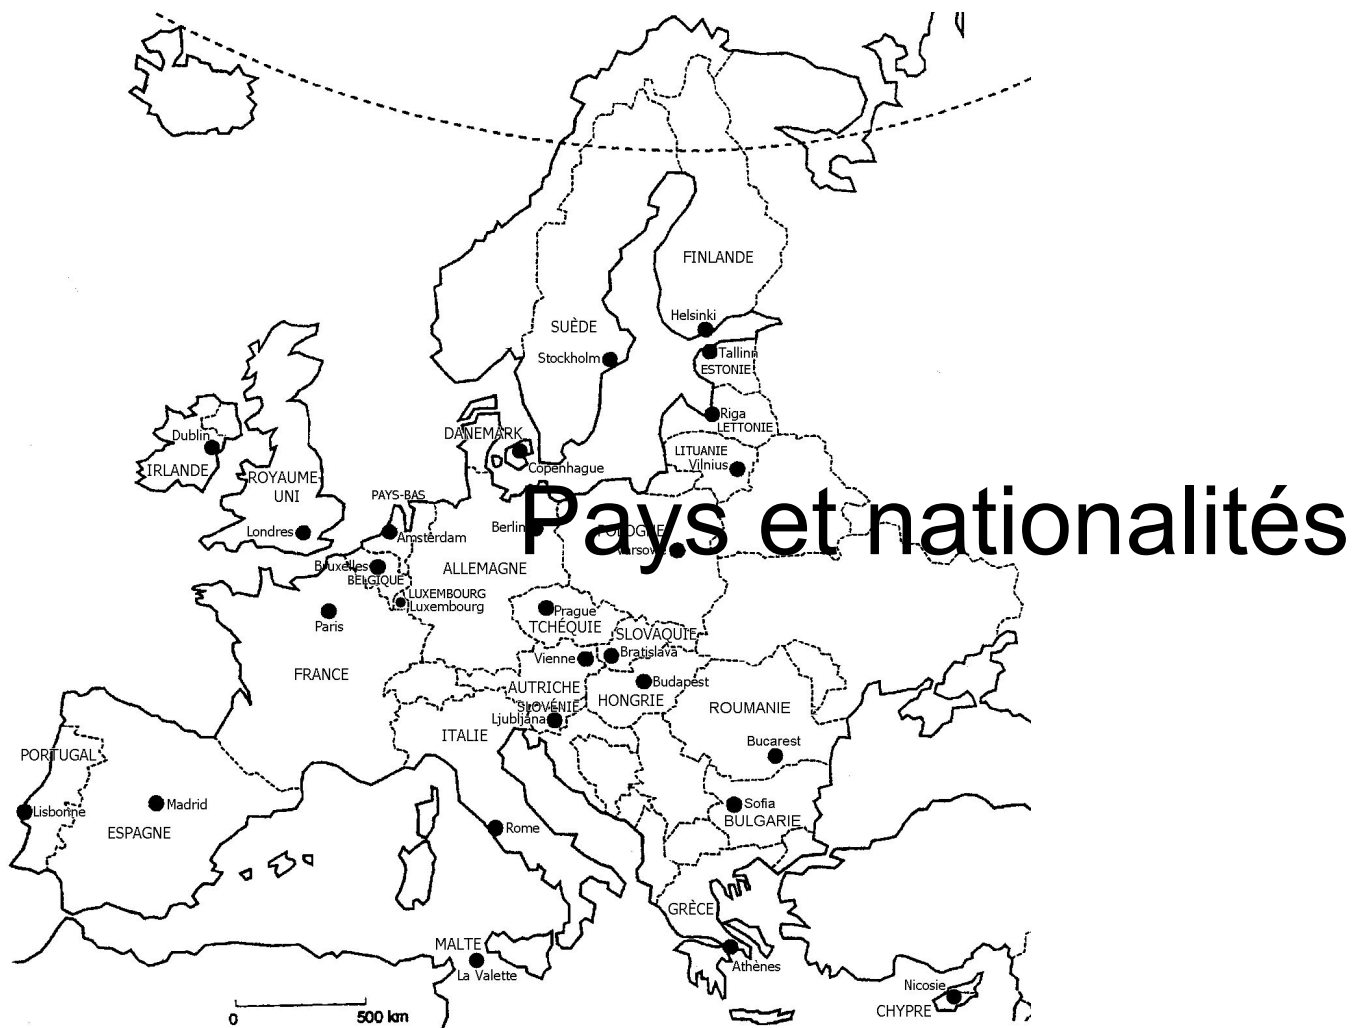 FINLANDE
Helsinki
SUÈDE
Stockholm
Tallinn
ESTONIE
Riga
LETTONIE
DANEMARK
Copenhague
LITUANIE
Vilnius
Dublin
IRLANDE
ROYAUME-
UNI
Londres
PAYS-BAS
Amsterdam
Berlin
POLOGNE
Varsovie
Pays et nationalités
Bruxelles
BELGIQUE
ALLEMAGNE
LUXEMBOURG
Luxembourg
Paris
FRANCE
Prague
TCHÉQUIE
SLOVAQUIE
Bratislava
Vienne
AUTRICHE
Budapest
HONGRIE
SLOVÉNIE
Ljubljana
ITALIE
ROUMANIE
Bucarest
PORTUGAL
Lisbonne
Madrid
ESPAGNE
Rome
Sofia
BULGARIE
GRÈCE
Athènes
MALTE
La Valette
Nicosie
CHYPRE
0 500 km